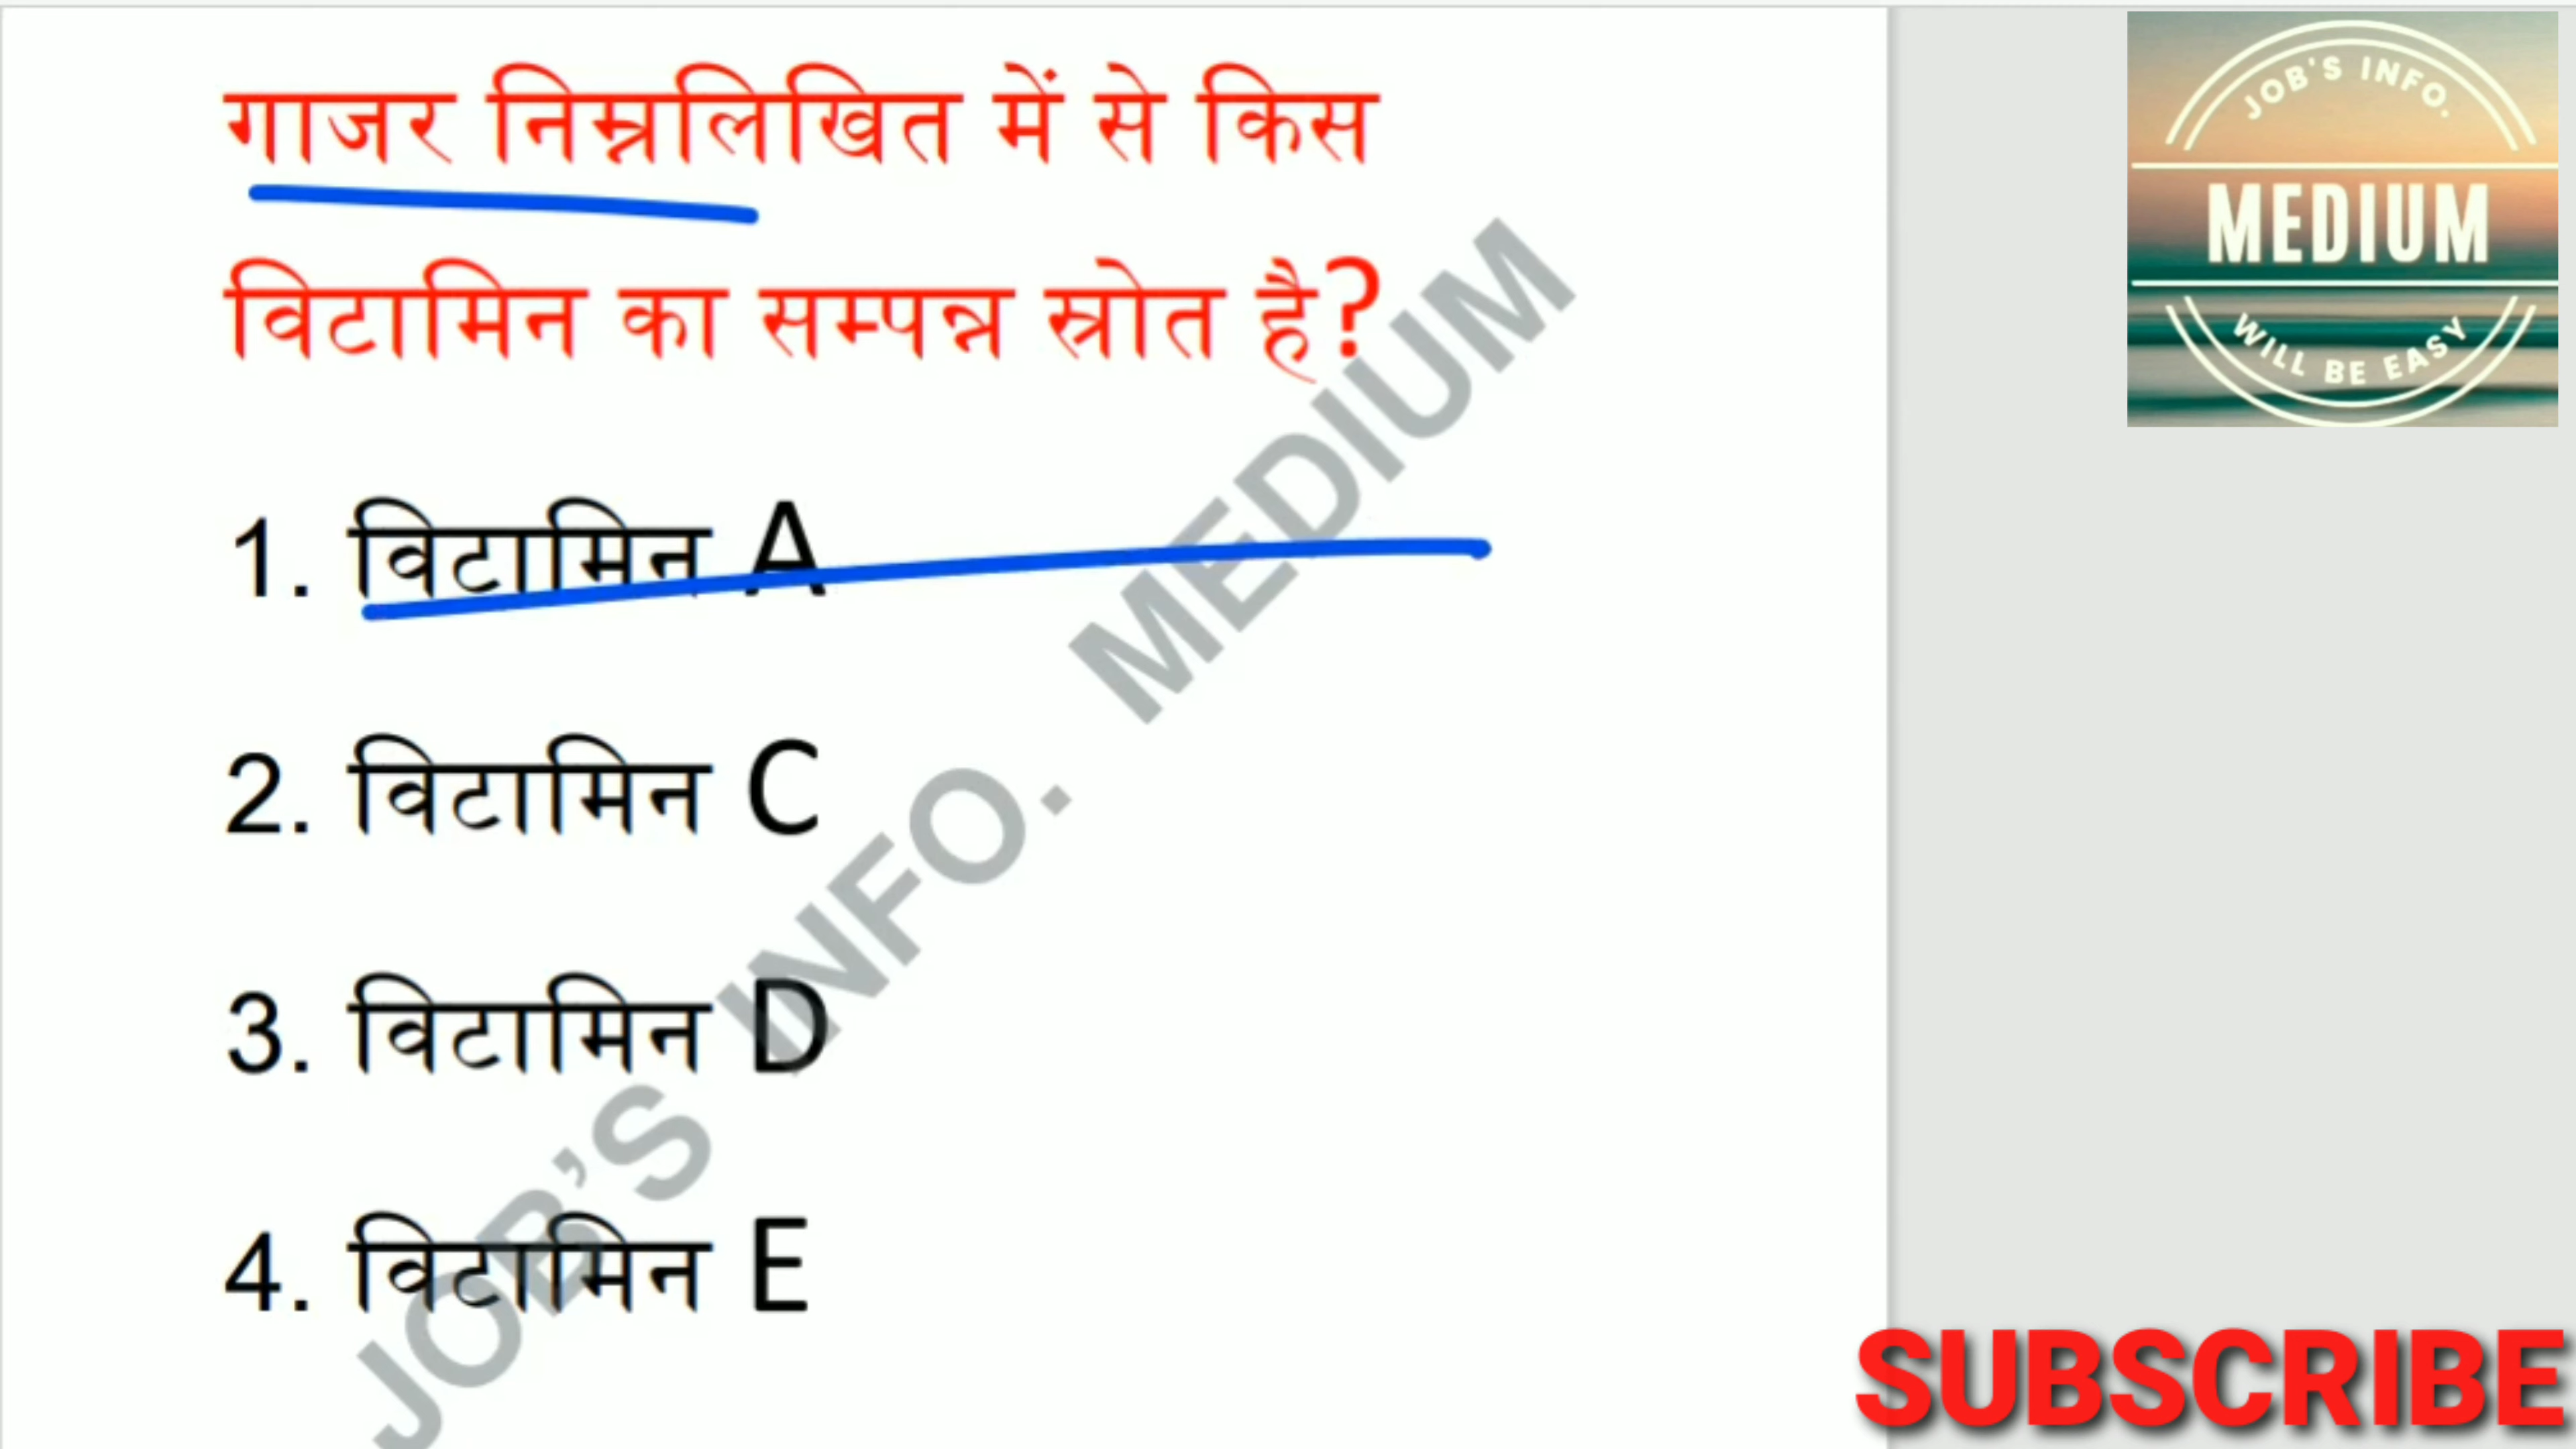 गाजर निम्नलिखित में से किस
विटामिन का सम्पन्न स्रोत है?
1. विटामिन A
2. विटामिन C
3. विटामिन D
4. विटामिन E
JOB'S INFO. MEDIUM
JOB'S INFO.
MEDIUM
WILL BE EASY
SUBSCRIBE